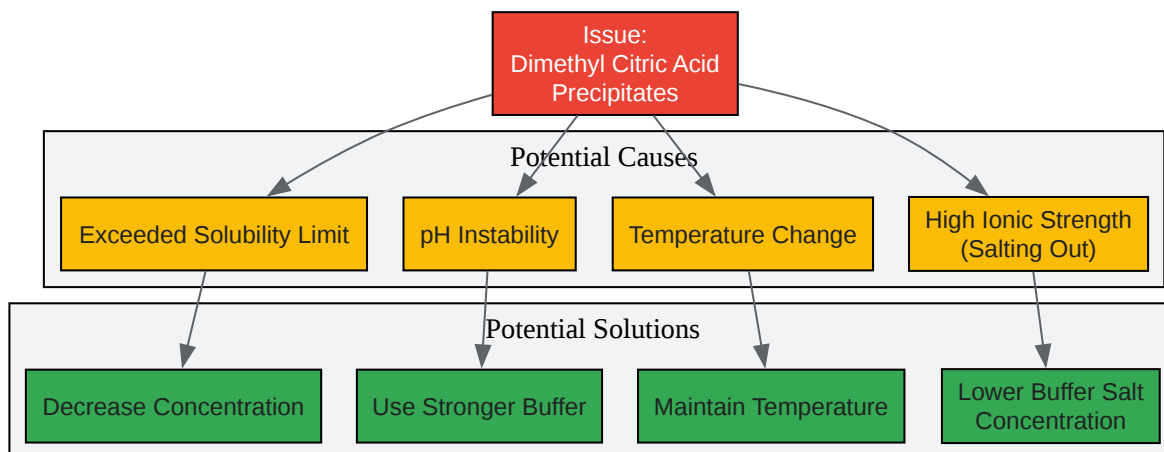 Issue:
Dimethyl Citric Acid
Precipitates
Potential Causes
Exceeded Solubility Limit
pH Instability
Temperature Change
High Ionic Strength
(Salting Out)
Potential Solutions
Decrease Concentration
Use Stronger Buffer
Maintain Temperature
Lower Buffer Salt
Concentration